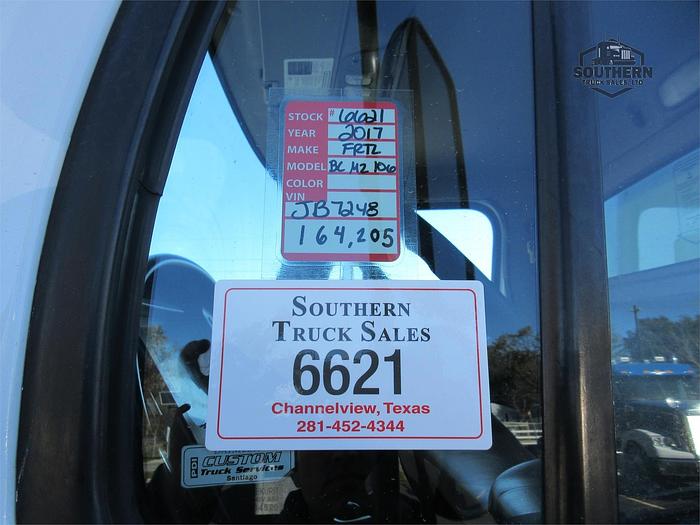 SOUTHERN
TRUCK SALES, LTD
STOCK # 6621
YEAR 2017
MAKE FRTL
MODEL BC M2 106
COLOR
VIN
JB7248
164,205
SOUTHERN
TRUCK SALES
6621
Channelview, Texas
281-452-4344
CUSTOM
Truck Services
Santiago